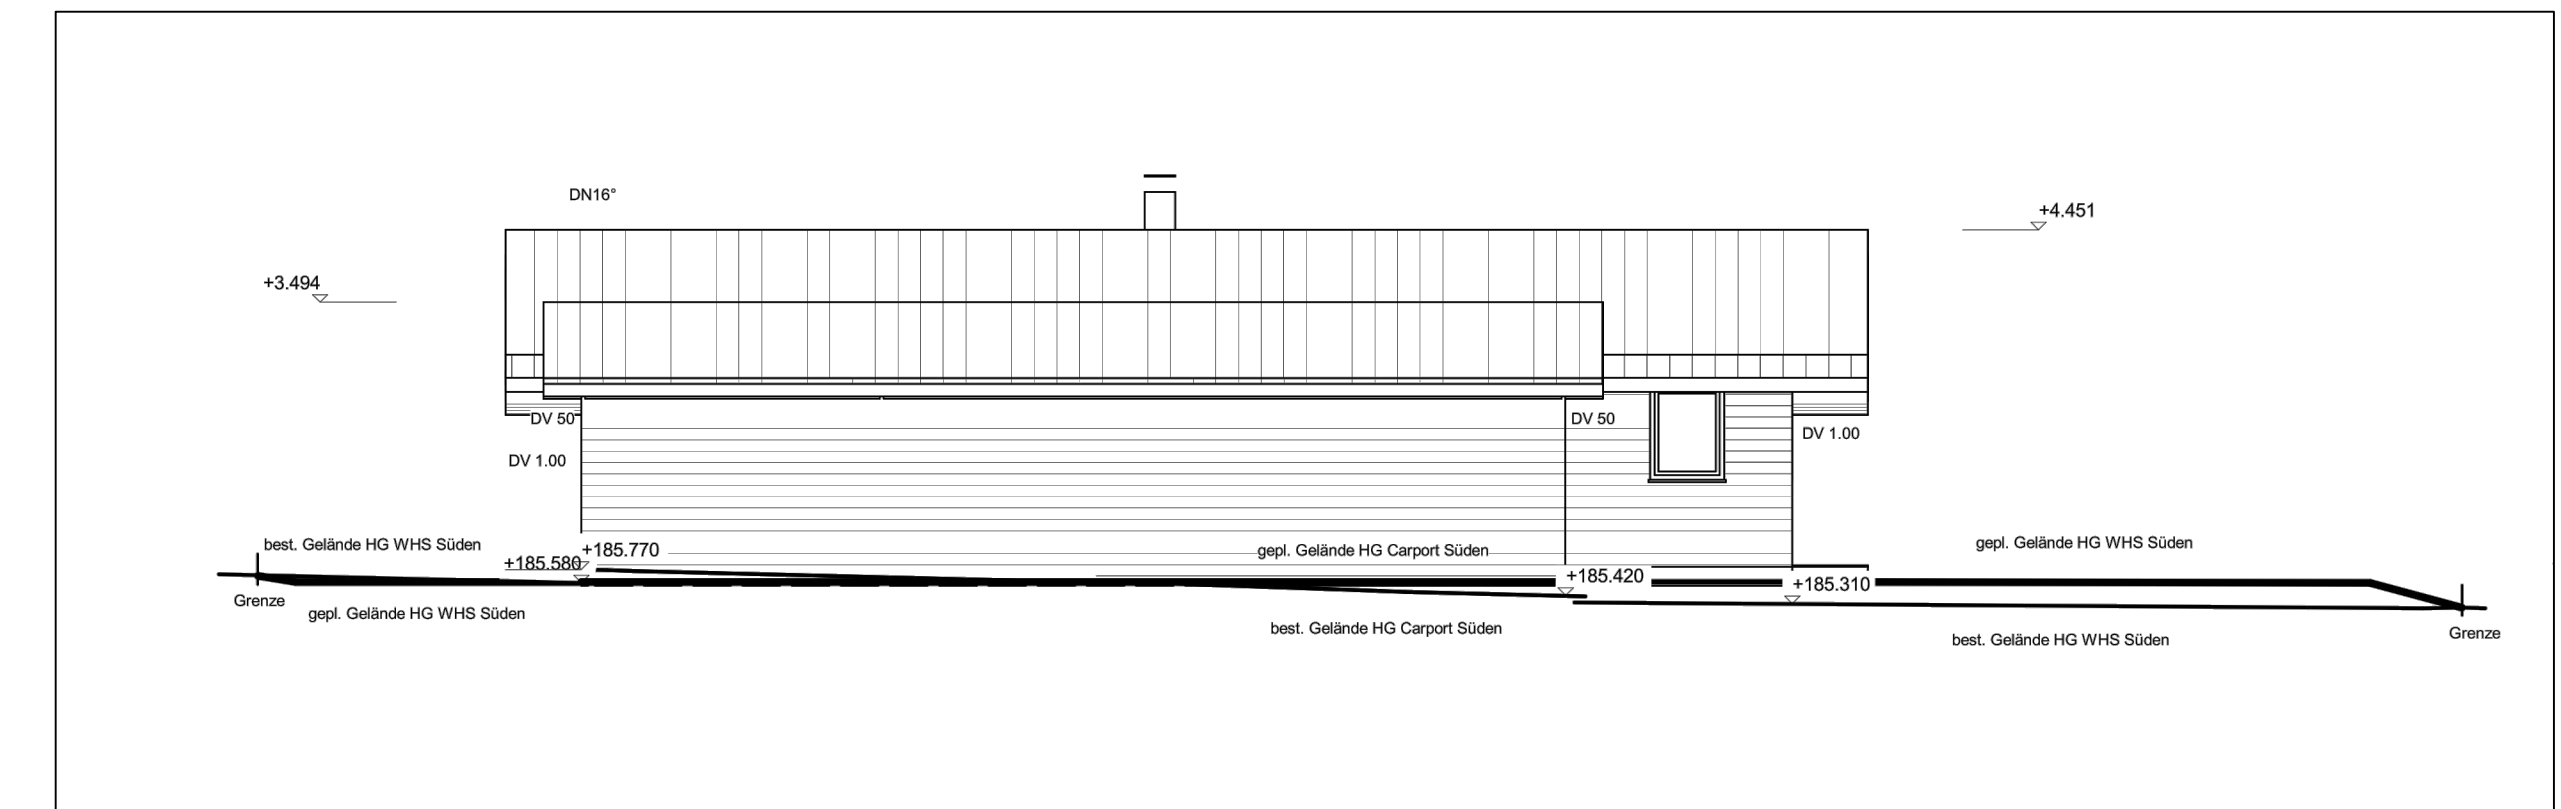 DN16°
+4.451
+3.494
DV 50
DV 50
DV 1.00
DV 1.00
best. Gelände HG WHS Süden
gepl. Gelände HG WHS Süden
+185.770
gepl. Gelände HG Carport Süden
+185.580
+185.420
+185.310
Grenze
gepl. Gelände HG WHS Süden
best. Gelände HG Carport Süden
best. Gelände HG WHS Süden
Grenze